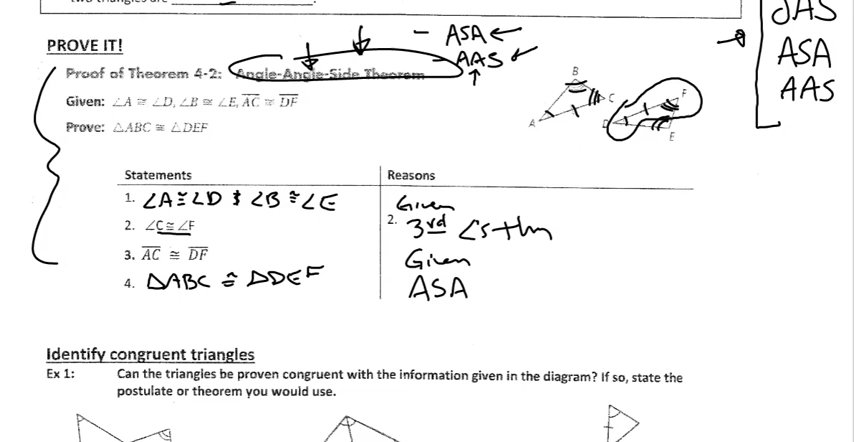 two triangles are
SAS
- ASA
PROVE IT!
- AAS
ASA
Proof of Theorem 4-2: Angle-Angle-Side Theorem
AAS
Given: ∠A ≅ ∠D, ∠B ≅ ∠E, AC ≅ DF
Prove: △ABC ≅ △DEF
B
C
A
D
F
E
Statements Reasons
1. ∠A ≅ ∠D & ∠B ≅ ∠E Given
2. ∠C ≅ ∠F 2. 3rd ∠s thm
3. AC ≅ DF Given
4. △ABC ≅ △DEF ASA
Identify congruent triangles
Ex 1: Can the triangles be proven congruent with the information given in the diagram? If so, state the
postulate or theorem you would use.